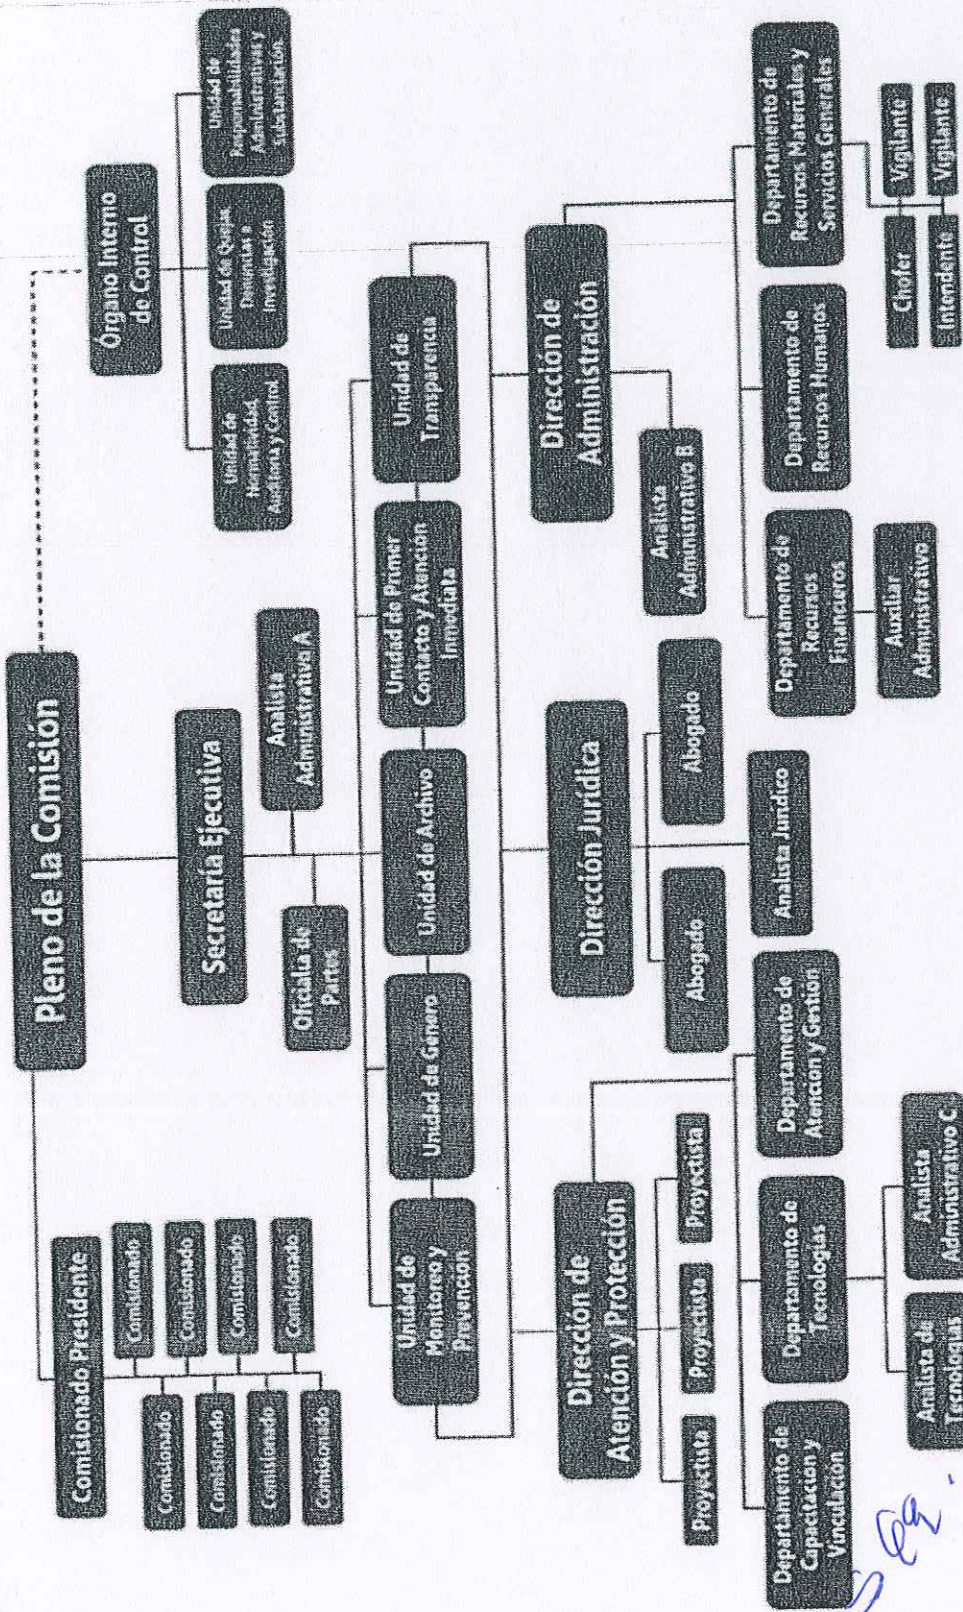 Pleno de la Comisión
Comisionado Presidente
Comisionado
Comisionado
Comisionado
Comisionado
Comisionado
Comisionado
Comisionado
Comisionado
Órgano Interno
de Control
Unidad de
Normatividad,
Auditoría y Control
Unidad de Quejas
Denuncias e
Investigación
Unidad de
Responsabilidades
Administrativas y
Substanciación
Secretaría Ejecutiva
Oficialía de
Partes
Analista
Administrativo A
Unidad de
Monitoreo y
Prevención
Unidad de Género
Unidad de Archivo
Unidad de Primer
Contacto y Atención
Inmediata
Unidad de
Transparencia
Dirección de
Atención y Protección
Proyectista
Proyectista
Proyectista
Departamento de
Capacitación y
Vinculación
Departamento de
Tecnologías
Departamento de
Atención y Gestión
Analista de
Tecnologías
Analista
Administrativo C
Dirección Jurídica
Abogado
Abogado
Analista Jurídico
Dirección de
Administración
Analista
Administrativo B
Departamento de
Recursos
Financieros
Departamento de
Recursos Humanos
Departamento de
Recursos Materiales y
Servicios Generales
Auxiliar
Administrativo
Chofer
Vigilante
Intendente
Vigilante